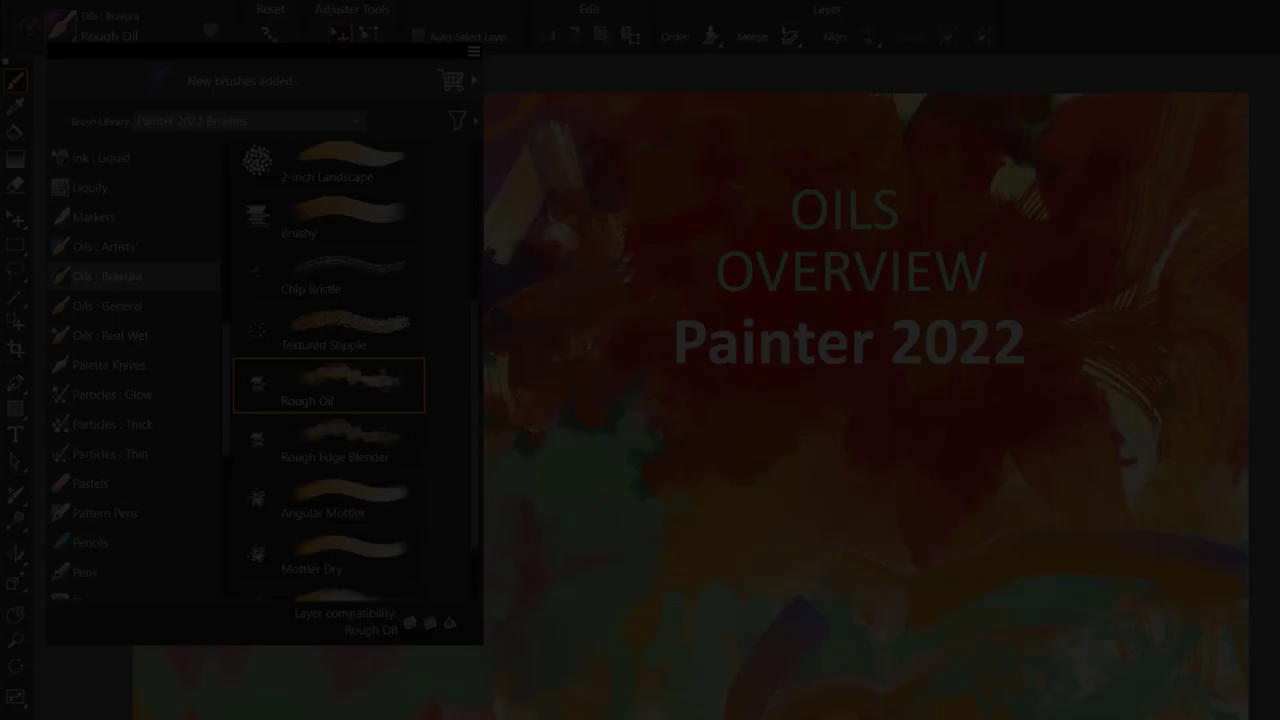 Oils : Bravura
Rough Oil
Reset
Adjuster Tools
Auto-Select Layer
Edit
Layer
Order:
Merge:
Align:
New brushes added...
Brush Library:
Painter 2022 Brushes
Ink : Liquid
Liquify
Markers
Oils : Artists'
Oils : Bravura
Oils : General
Oils : Real Wet
Palette Knives
Particles : Glow
Particles : Thick
Particles : Thin
Pastels
Pattern Pens
Pencils
Pens
2-inch Landscape
Brushy
Chip Bristle
Textured Stipple
Rough Oil
Rough Edge Blender
Angular Mottler
Mottler Dry
Layer compatibility:
Rough Oil
OILS
OVERVIEW
Painter 2022